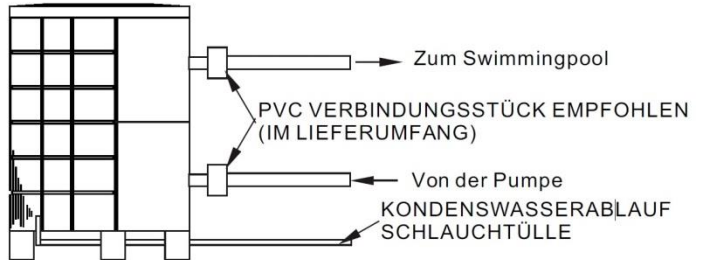 Zum Swimmingpool
PVC VERBINDUNGSSTÜCK EMPFOHLEN
(IM LIEFERUMFANG)
Von der Pumpe
KONDENSWASSERABLAUF
SCHLAUCHTÜLLE